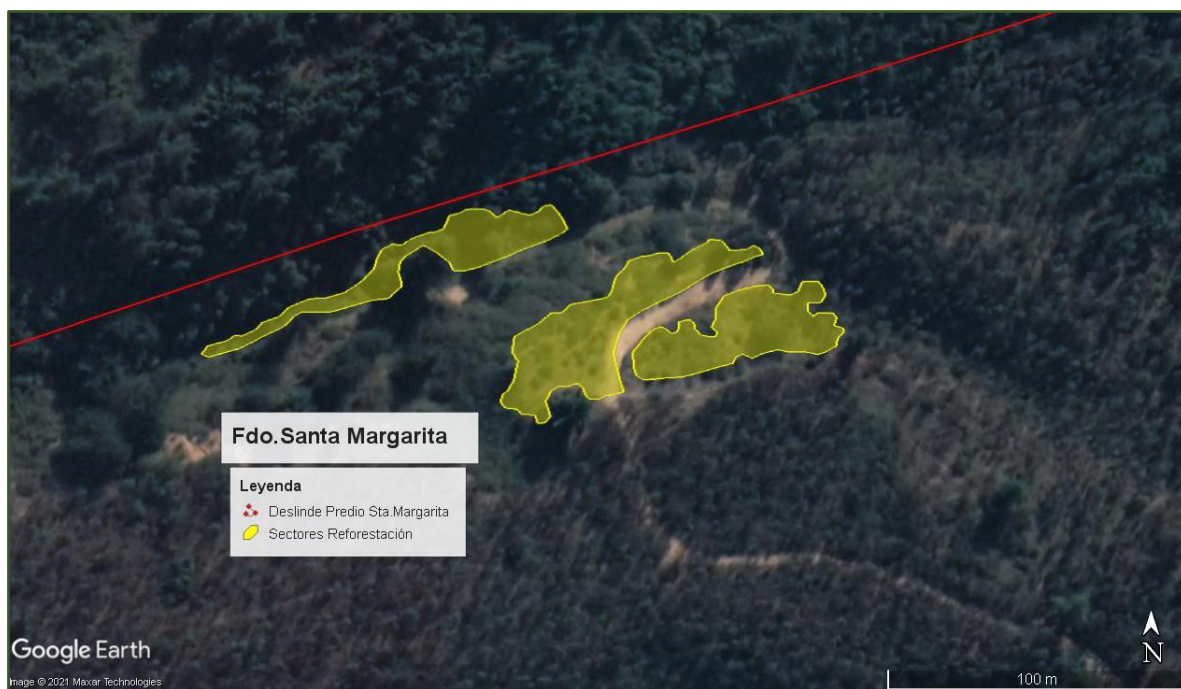 Fdo.Santa Margarita
Leyenda
Deslinde Predio Sta.Margarita
Sectores Reforestación
Google Earth
Image © 2021 Maxar Technologies
N
100 m